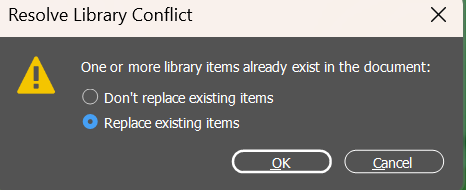 Resolve Library Conflict
One or more library items already exist in the document:
Don't replace existing items
Replace existing items
OK
Cancel